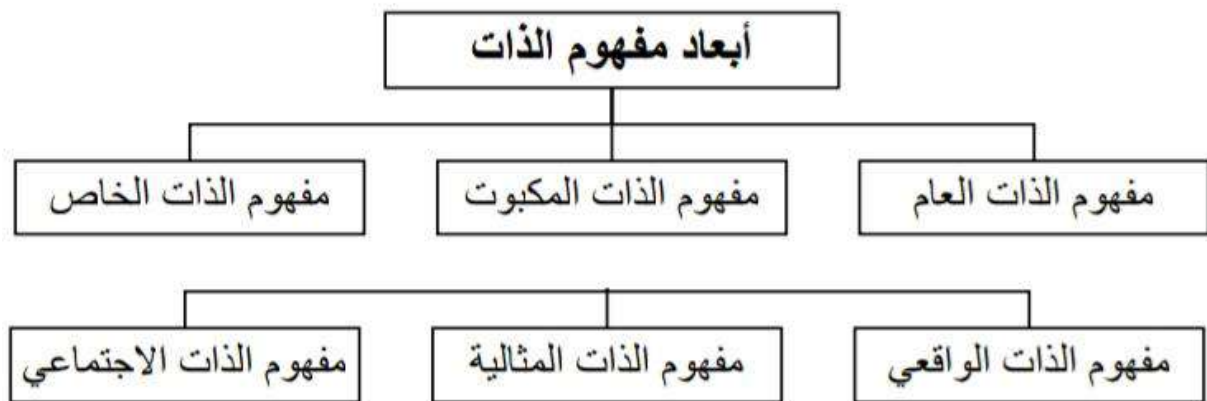 أبعاد مفهوم الذات
مفهوم الذات العام
مفهوم الذات المكبوت
مفهوم الذات الخاص
مفهوم الذات الواقعي
مفهوم الذات المثالية
مفهوم الذات الاجتماعي